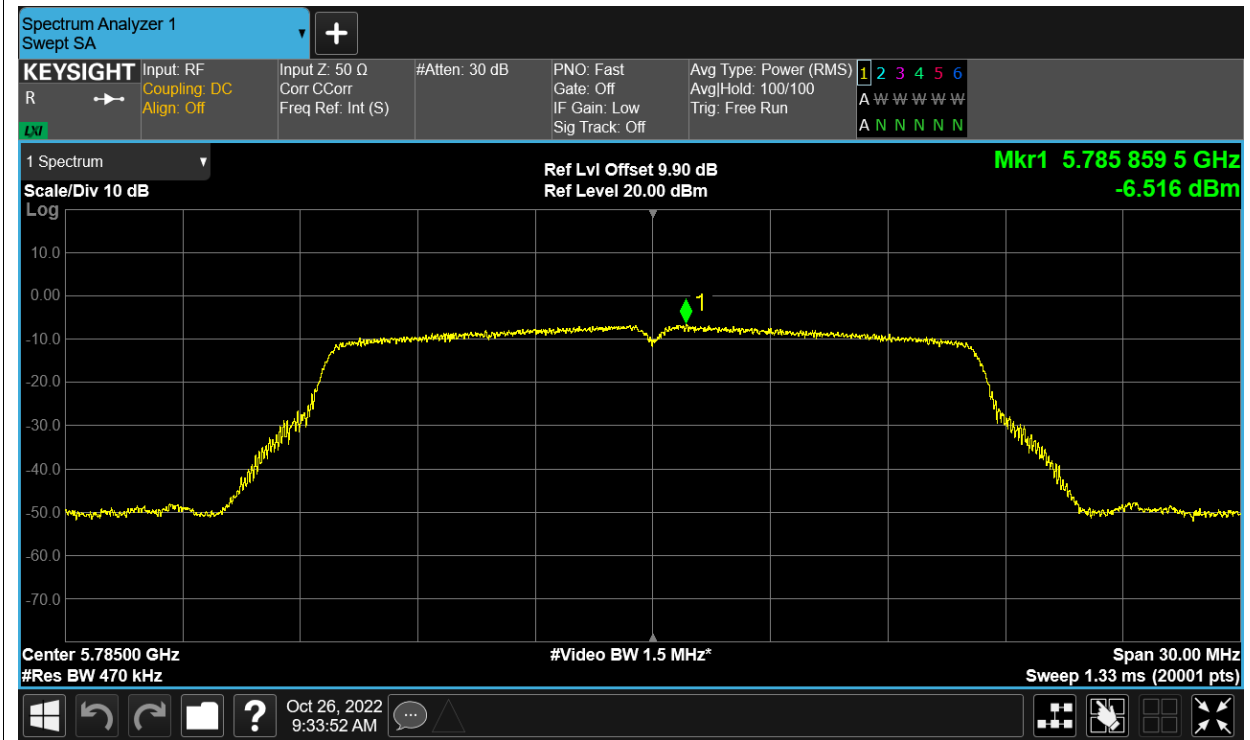 Spectrum Analyzer 1
Swept SA
KEYSIGHT
R
LXI
Input: RF
Coupling: DC
Align: Off
Input Z: 50 Ω
Corr CCorr
Freq Ref: Int (S)
#Atten: 30 dB
PNO: Fast
Gate: Off
IF Gain: Low
Sig Track: Off
Avg Type: Power (RMS)
Avg|Hold: 100/100
Trig: Free Run
1 2 3 4 5 6
A W W W W W
A N N N N N
1 Spectrum
Scale/Div 10 dB
Log
Ref Lvl Offset 9.90 dB
Ref Level 20.00 dBm
Mkr1 5.785 859 5 GHz
-6.516 dBm
1
10.0
0.00
-10.0
-20.0
-30.0
-40.0
-50.0
-60.0
-70.0
Center 5.78500 GHz
#Res BW 470 kHz
#Video BW 1.5 MHz*
Span 30.00 MHz
Sweep 1.33 ms (20001 pts)
?
Oct 26, 2022
9:33:52 AM